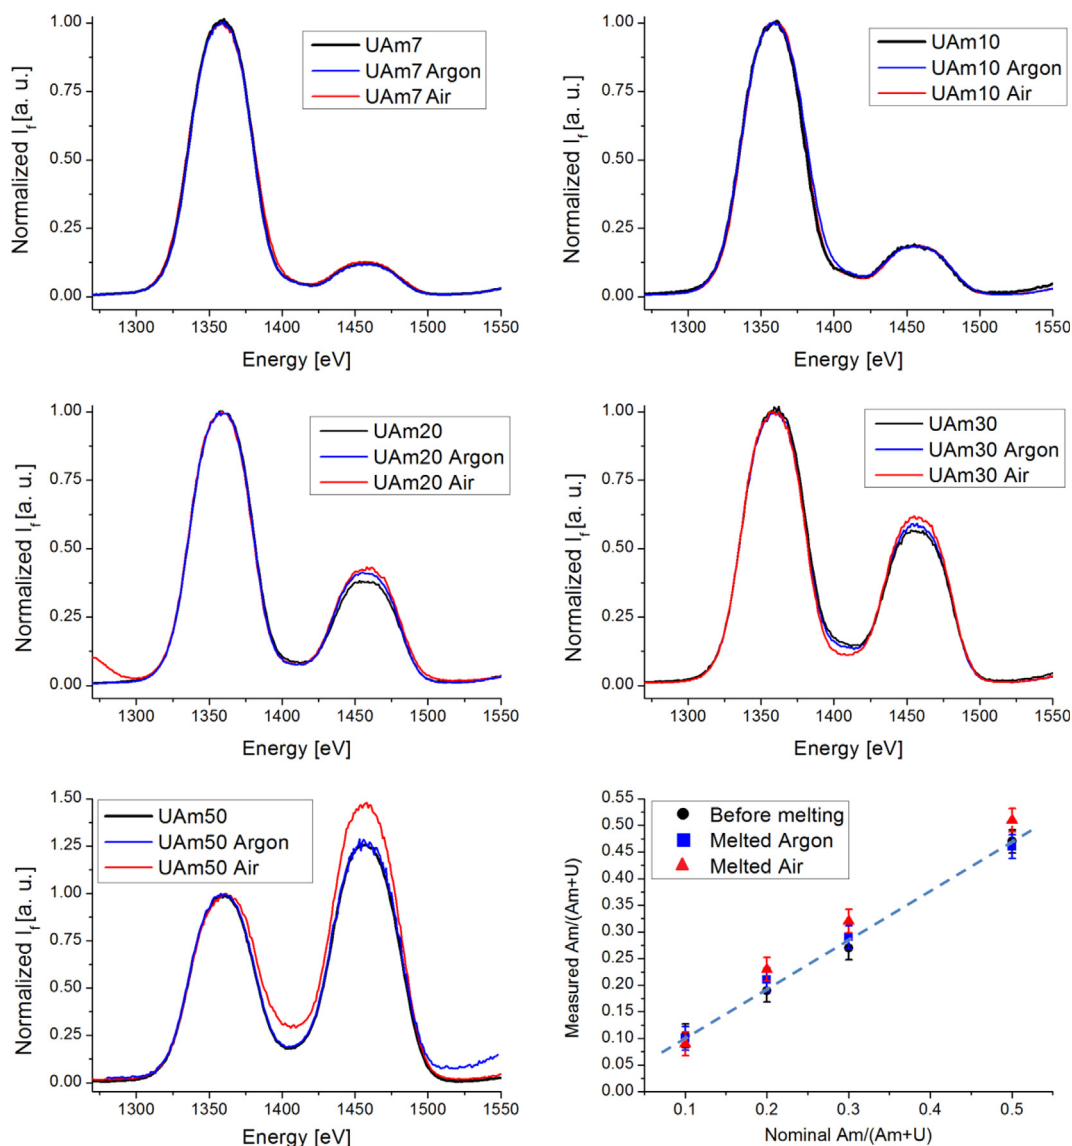 1.00
0.75
0.50
0.25
0.00
Normalized I_f [a. u.]
UAm7
UAm7 Argon
UAm7 Air
1300 1350 1400 1450 1500 1550
Energy [eV]
1.00
0.75
0.50
0.25
0.00
Normalized I_f [a. u.]
UAm10
UAm10 Argon
UAm10 Air
1300 1350 1400 1450 1500 1550
Energy [eV]
1.00
0.75
0.50
0.25
0.00
Normalized I_f [a. u.]
UAm20
UAm20 Argon
UAm20 Air
1300 1350 1400 1450 1500 1550
Energy [eV]
1.00
0.75
0.50
0.25
0.00
Normalized I_f [a. u.]
UAm30
UAm30 Argon
UAm30 Air
1300 1350 1400 1450 1500 1550
Energy [eV]
1.50
1.25
1.00
0.75
0.50
0.25
0.00
Normalized I_f [a. u.]
UAm50
UAm50 Argon
UAm50 Air
1300 1350 1400 1450 1500 1550
Energy [eV]
0.55
0.50
0.45
0.40
0.35
0.30
0.25
0.20
0.15
0.10
0.05
0.00
Measured Am/(Am+U)
Before melting
Melted Argon
Melted Air
0.1 0.2 0.3 0.4 0.5
Nominal Am/(Am+U)